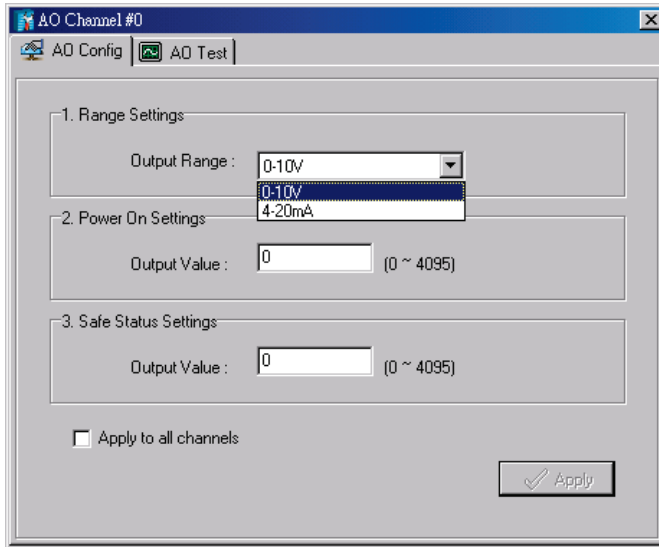 AO Channel #0
AO Config
AO Test
1. Range Settings
Output Range :
0-10V
0-10V
4-20mA
2. Power On Settings
Output Value :
0
(0 ~ 4095)
3. Safe Status Settings
Output Value :
0
(0 ~ 4095)
Apply to all channels
Apply